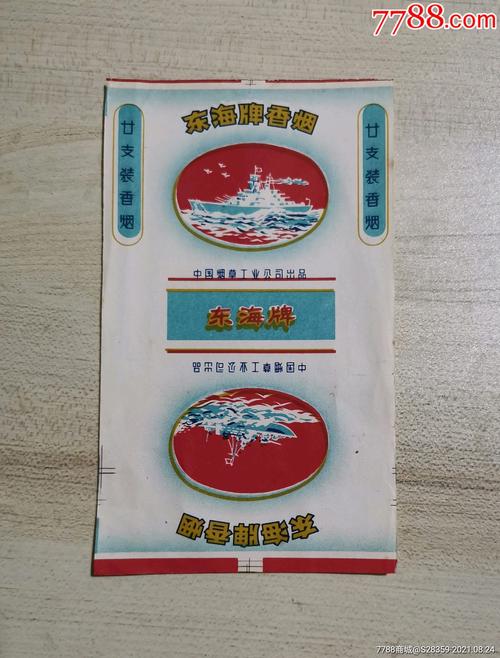 7788.com
东海牌香烟
廿支装香烟
廿支装香烟
中国烟草工业公司出品
东海牌
中国烟草工业公司出品
东海牌香烟
7788商城@S28359-2021.08.24